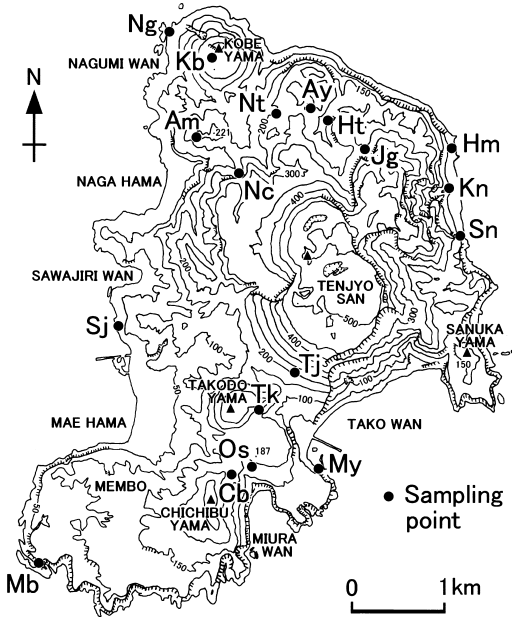 Ng
KOBE
YAMA
NAGUMI WAN
Kb
150
N
Nt
Ay
200
Ht
Am
221
Jg
Hm
300
NAGA HAMA
Nc
Kn
400
Sn
TENJYO
SAN
SAWAJIRI WAN
200
500
300
Sj
100
400
SANUKA
YAMA
200
150
50
Tj
100
TAKODO
YAMA
Tk
100
MAE HAMA
TAKO WAN
Os
187
My
MEMBO
Cb
Sampling
point
CHICHIBU
YAMA
MIURA
WAN
150
Mb
0
1km